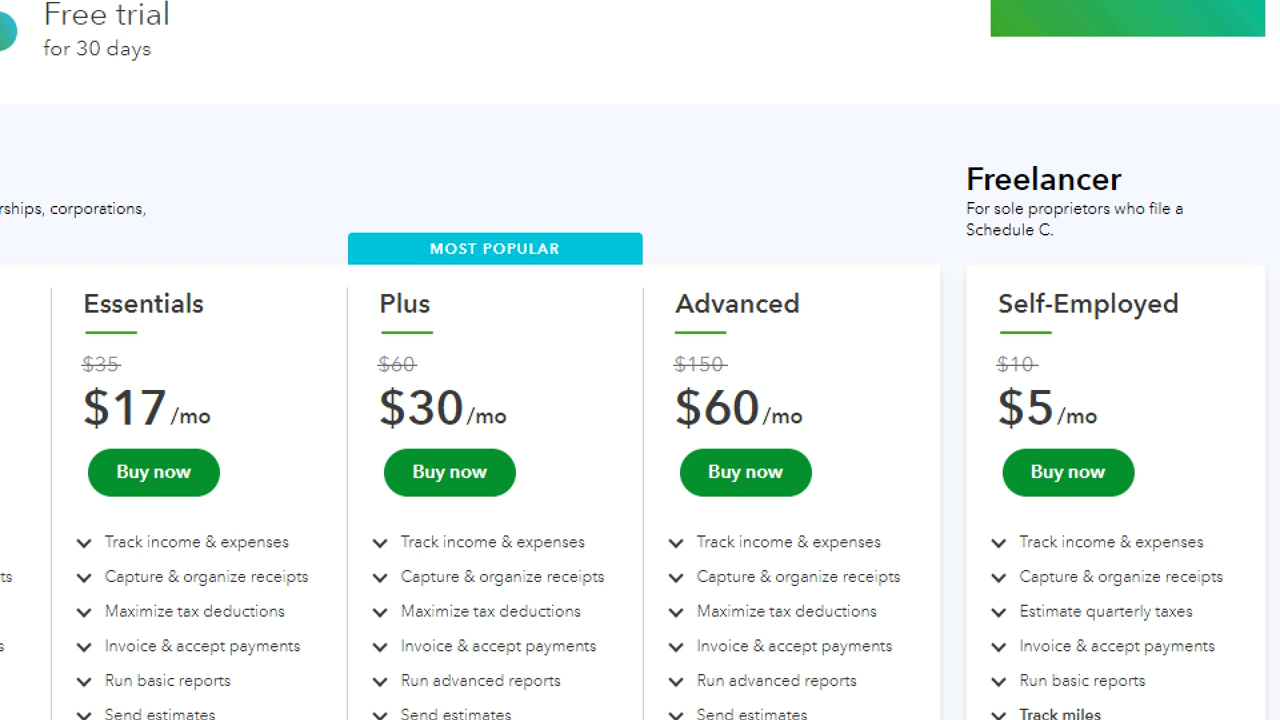 Free trial
for 30 days
rships, corporations,
Freelancer
For sole proprietors who file a
Schedule C.
MOST POPULAR
ts
s
Essentials
$35
$17/mo
Buy now
Track income & expenses
Capture & organize receipts
Maximize tax deductions
Invoice & accept payments
Run basic reports
Send estimates
Plus
$60
$30/mo
Buy now
Track income & expenses
Capture & organize receipts
Maximize tax deductions
Invoice & accept payments
Run advanced reports
Send estimates
Advanced
$150
$60/mo
Buy now
Track income & expenses
Capture & organize receipts
Maximize tax deductions
Invoice & accept payments
Run advanced reports
Send estimates
Self-Employed
$10
$5/mo
Buy now
Track income & expenses
Capture & organize receipts
Estimate quarterly taxes
Invoice & accept payments
Run basic reports
Track miles